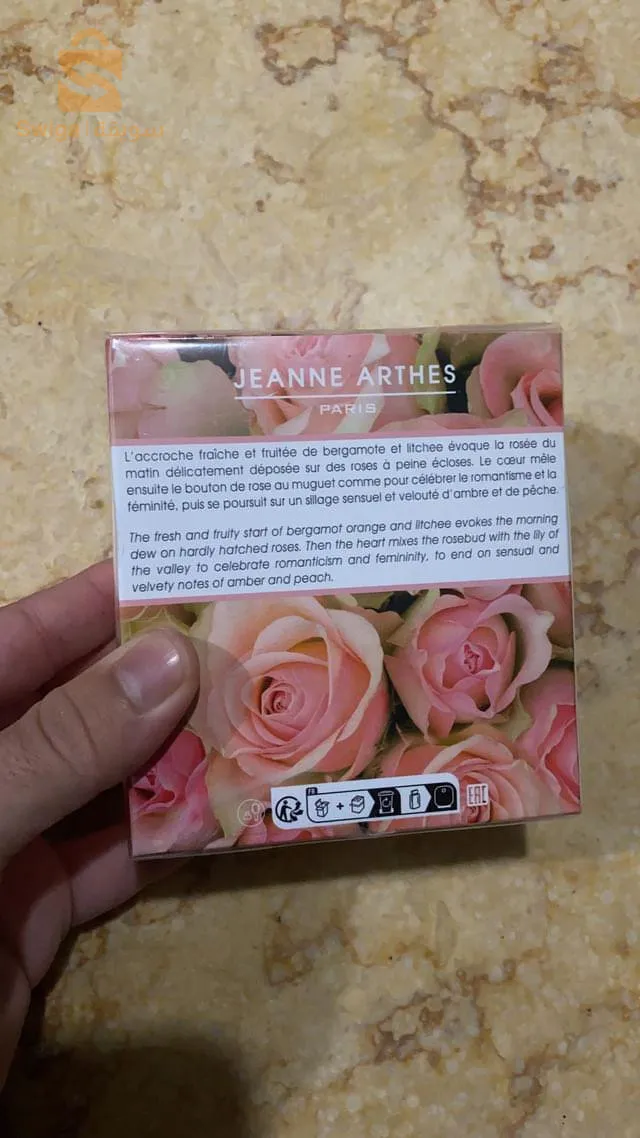 JEANNE ARTHES
PARIS
L'accroche fraîche et fruitée de bergamote et litchee évoque la rosée du
matin délicatement déposée sur des roses à peine écloses. Le cœur mêle
ensuite le bouton de rose au muguet comme pour célébrer le romantisme et la
féminité, puis se poursuit sur un sillage sensuel et velouté d'ambre et de pêche.
The fresh and fruity start of bergamot orange and litchee evokes the morning
dew on hardly hatched roses. Then the heart mixes the rosebud with the lily of
the valley to celebrate romanticism and femininity, to end on sensual and
velvety notes of amber and peach.
FR
+
EAC